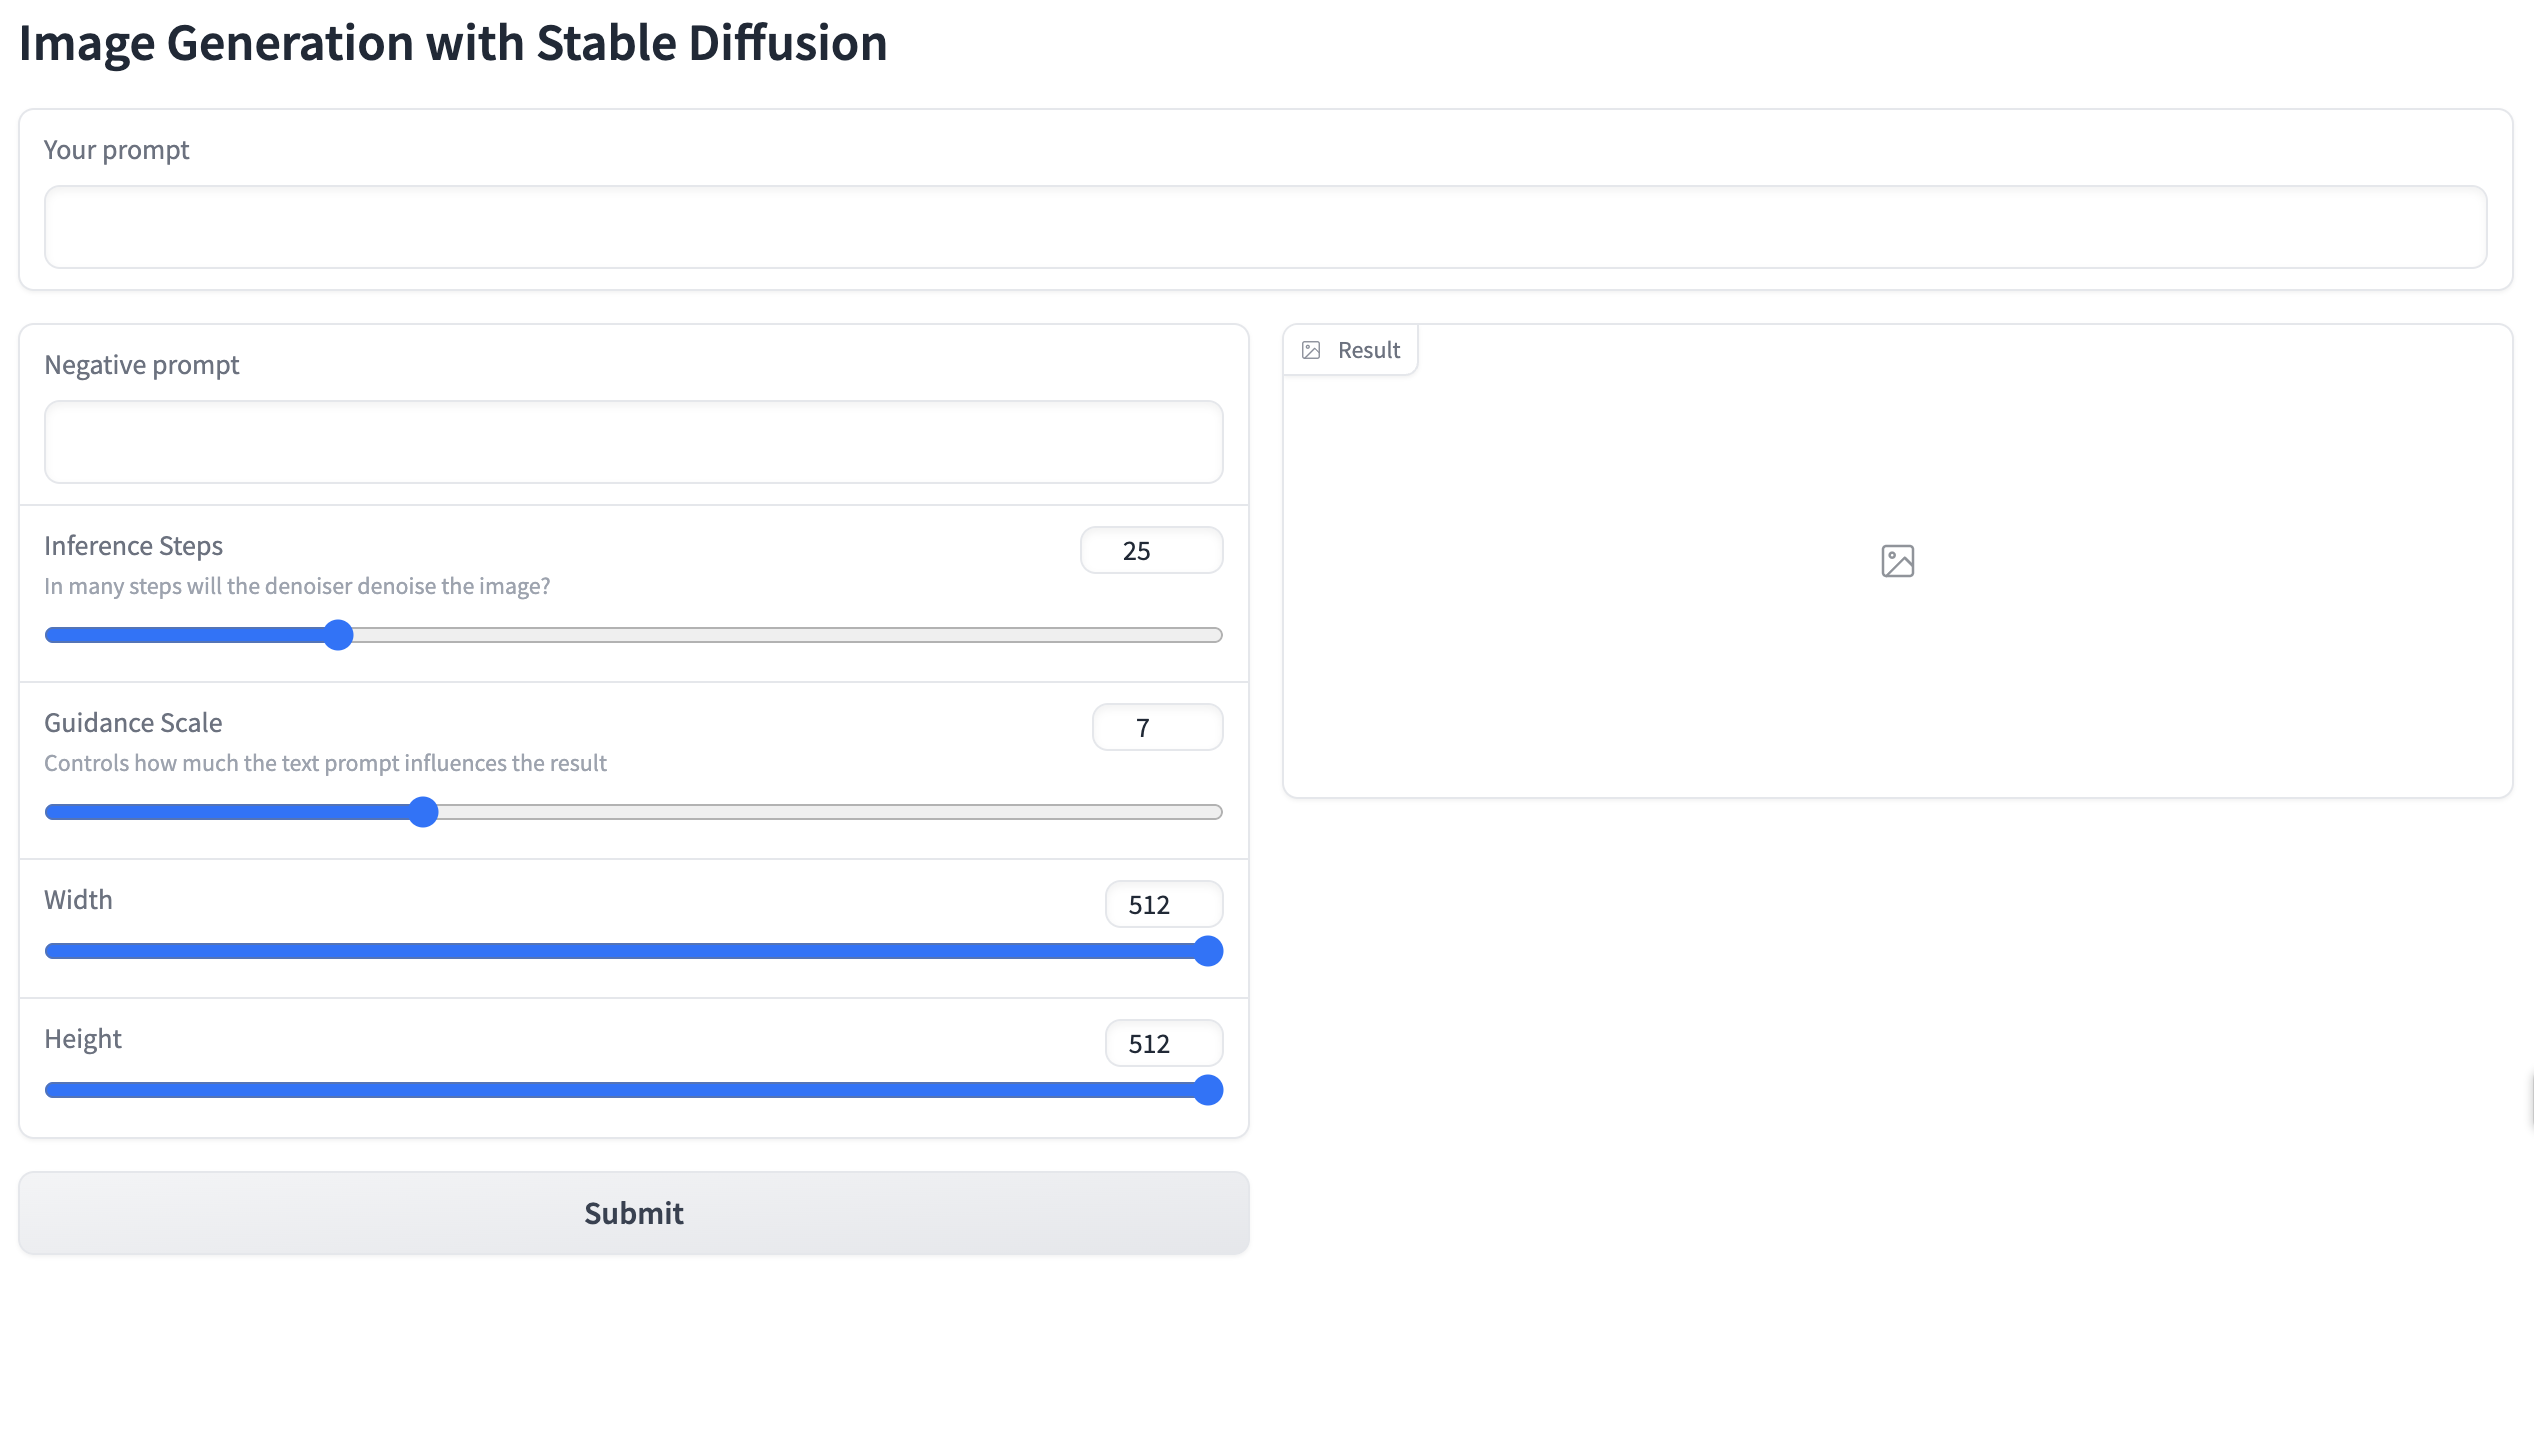 Image Generation with Stable Diffusion
Your prompt
Negative prompt
Inference Steps
25
In many steps will the denoiser denoise the image?
Guidance Scale
7
Controls how much the text prompt influences the result
Width
512
Height
512
Submit
Result